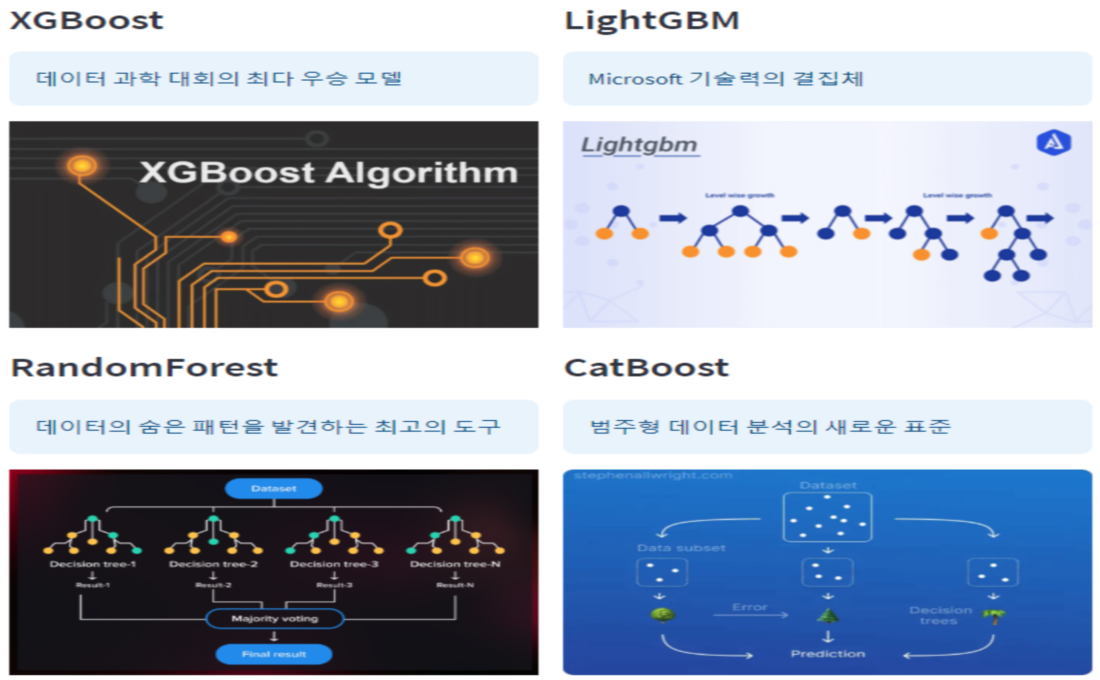 XGBoost
데이터 과학 대회의 최다 우승 모델
XGBoost Algorithm
LightGBM
Microsoft 기술력의 결집체
Lightgbm
Level wise growth
Level wise growth
RandomForest
데이터의 숨은 패턴을 발견하는 최고의 도구
Dataset
Decision tree-1 Decision tree-2 Decision tree-3 Decision tree-N
Result-1 Result-2 Result-3 Result-N
Majority voting
Final result
CatBoost
범주형 데이터 분석의 새로운 표준
stephenallwright.com
Dataset
Data subset
Error
Decision
trees
Prediction